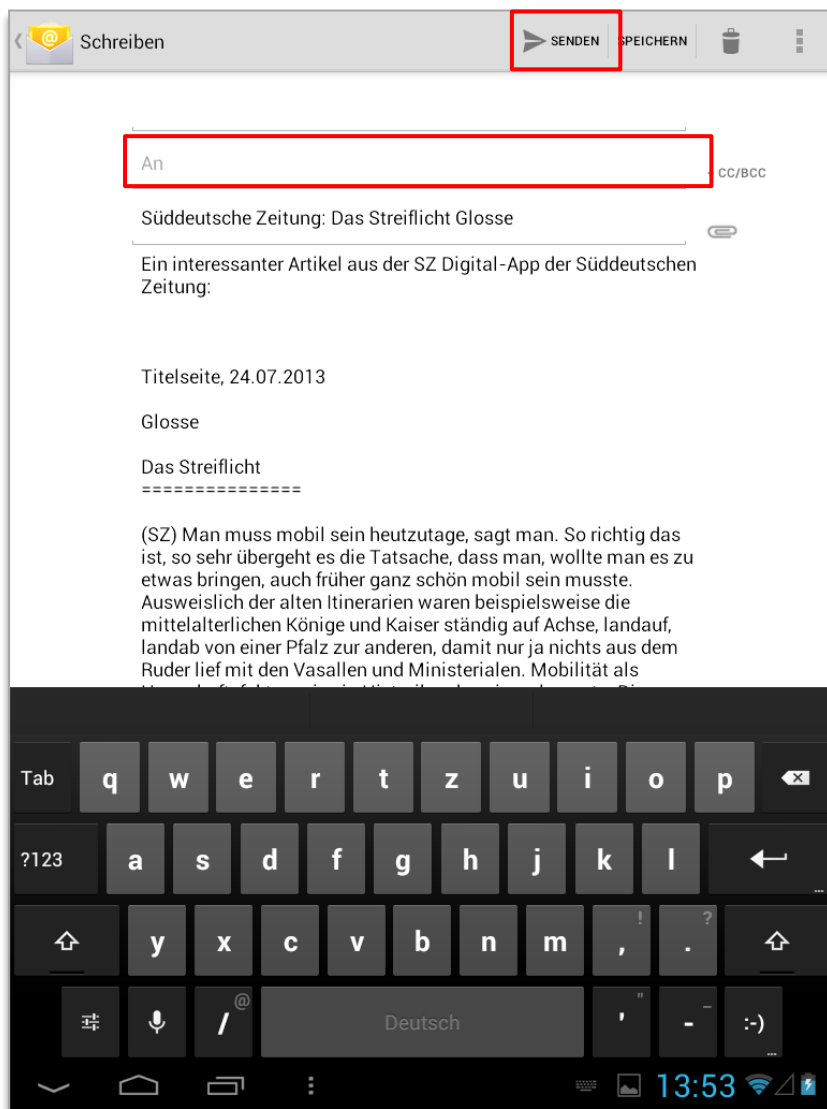 Schreiben SENDEN SPEICHERN
An
CC/BCC
Süddeutsche Zeitung: Das Streiflicht Glosse
Ein interessanter Artikel aus der SZ Digital-App der Süddeutschen
Zeitung:
Titelseite, 24.07.2013
Glosse
Das Streiflicht
===============
(SZ) Man muss mobil sein heutzutage, sagt man. So richtig das
ist, so sehr übergeht es die Tatsache, dass man, wollte man es zu
etwas bringen, auch früher ganz schön mobil sein musste.
Ausweislich der alten Itinerarien waren beispielsweise die
mittelalterlichen Könige und Kaiser ständig auf Achse, landauf,
landab von einer Pfalz zur anderen, damit nur ja nichts aus dem
Ruder lief mit den Vasallen und Ministerialen. Mobilität als
Tab q w e r t z u i o p
?123 a s d f g h j k l
y x c v b n m , ! . ?
/ @ Deutsch ' " - _ :-)
13:53